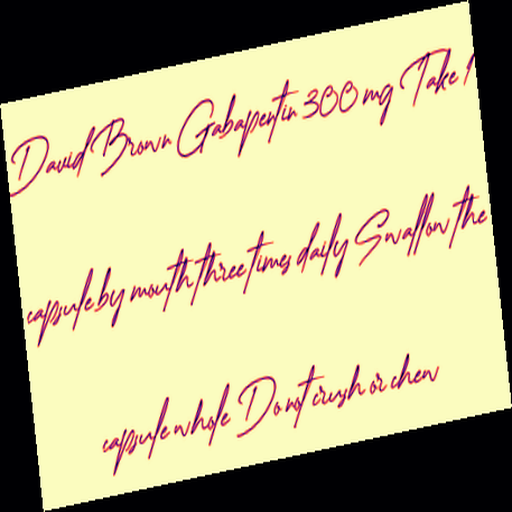 David Brown Gabapentin 300 mg Take 1
capsule by mouth three times daily Swallow the
capsule whole Do not crush or chew